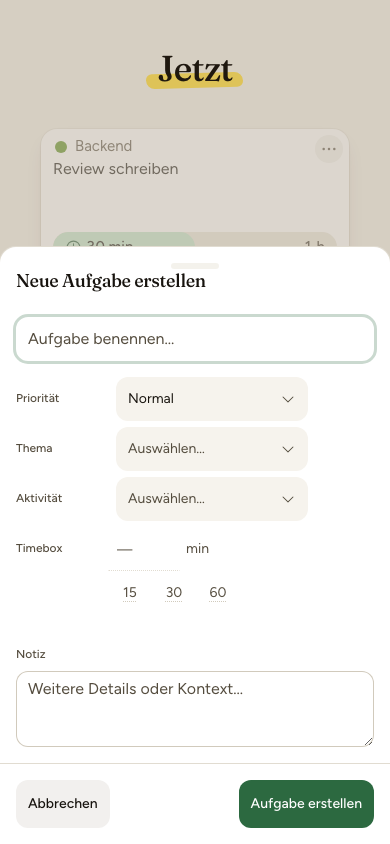 Jetzt
Backend
Review schreiben
30 min
1 h
Neue Aufgabe erstellen
Aufgabe benennen...
Priorität
Normal
Thema
Auswählen...
Aktivität
Auswählen...
Timebox
—
min
15
30
60
Notiz
Weitere Details oder Kontext...
Abbrechen
Aufgabe erstellen